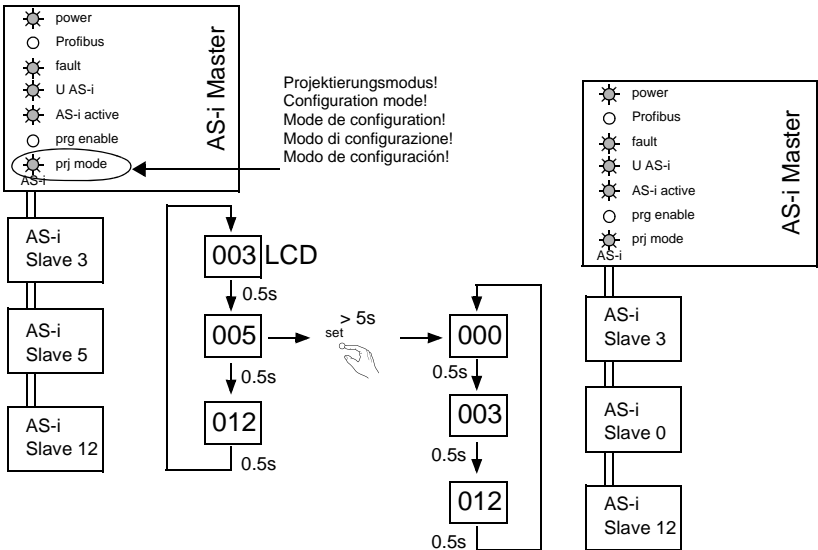 power
Profibus
fault
U AS-i
AS-i active
prg enable
prj mode
AS-i
AS-i Master
Projektierungsmodus!
Configuration mode!
Mode de configuration!
Modo di configurazione!
Modo de configuración!
AS-i
Slave 3
AS-i
Slave 5
AS-i
Slave 12
003 LCD
0.5s
005
0.5s
012
0.5s
> 5s
set
000
0.5s
003
0.5s
012
0.5s
power
Profibus
fault
U AS-i
AS-i active
prg enable
prj mode
AS-i
AS-i Master
AS-i
Slave 3
AS-i
Slave 0
AS-i
Slave 12